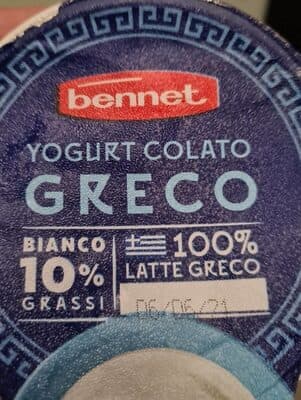 bennet
YOGURT COLATO
GRECO
BIANCO
10%
GRASSI
100%
LATTE GRECO
06/06/21